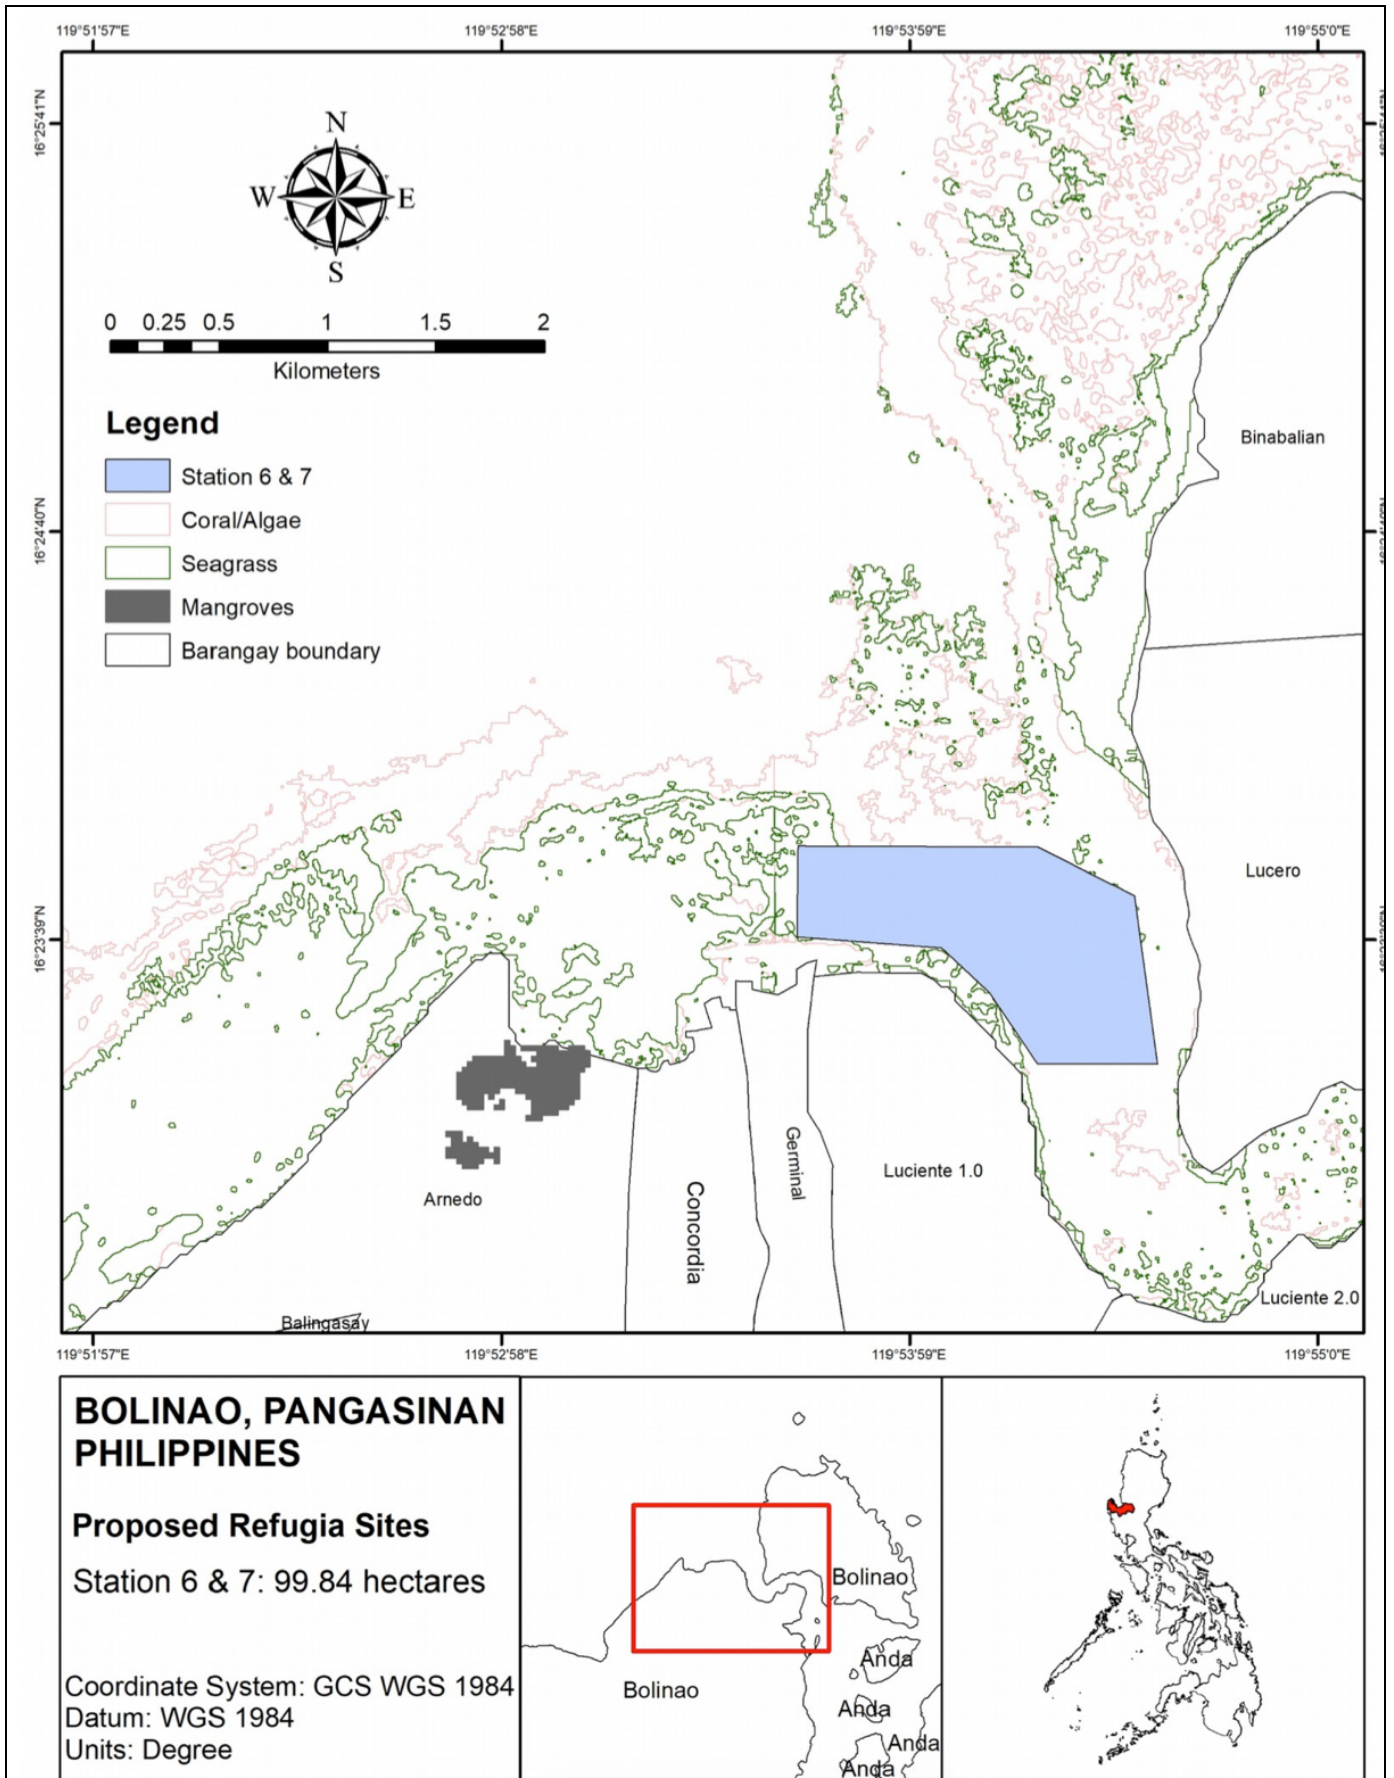 119°51'57"E 119°52'58"E 119°53'59"E 119°55'0"E
16°25'41"N
N
W E
S
0 0.25 0.5 1 1.5 2
Kilometers
Legend
Station 6 & 7
Coral/Algae
Seagrass
Mangroves
Barangay boundary
16°24'40"N
Binabalian
Lucero
16°23'39"N
Arnedo
Concordia
Germinal
Luciente 1.0
Luciente 2.0
Balingasay
119°51'57"E 119°52'58"E 119°53'59"E 119°55'0"E
BOLINAO, PANGASINAN
PHILIPPINES
Proposed Refugia Sites
Station 6 & 7: 99.84 hectares
Coordinate System: GCS WGS 1984
Datum: WGS 1984
Units: Degree
Bolinao
Bolinao
Anda
Anda
Anda
Anda